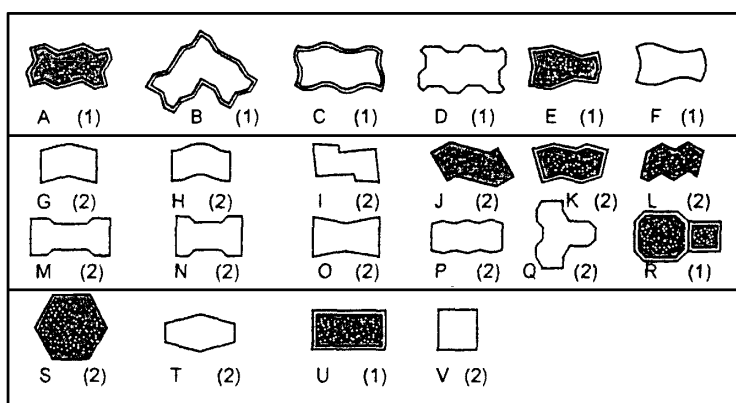 A (1) B (1) C (1) D (1) E (1) F (1)
G (2) H (2) I (2) J (2) K (2) L (2)
M (2) N (2) O (2) P (2) Q (2) R (1)
S (2) T (2) U (1) V (2)